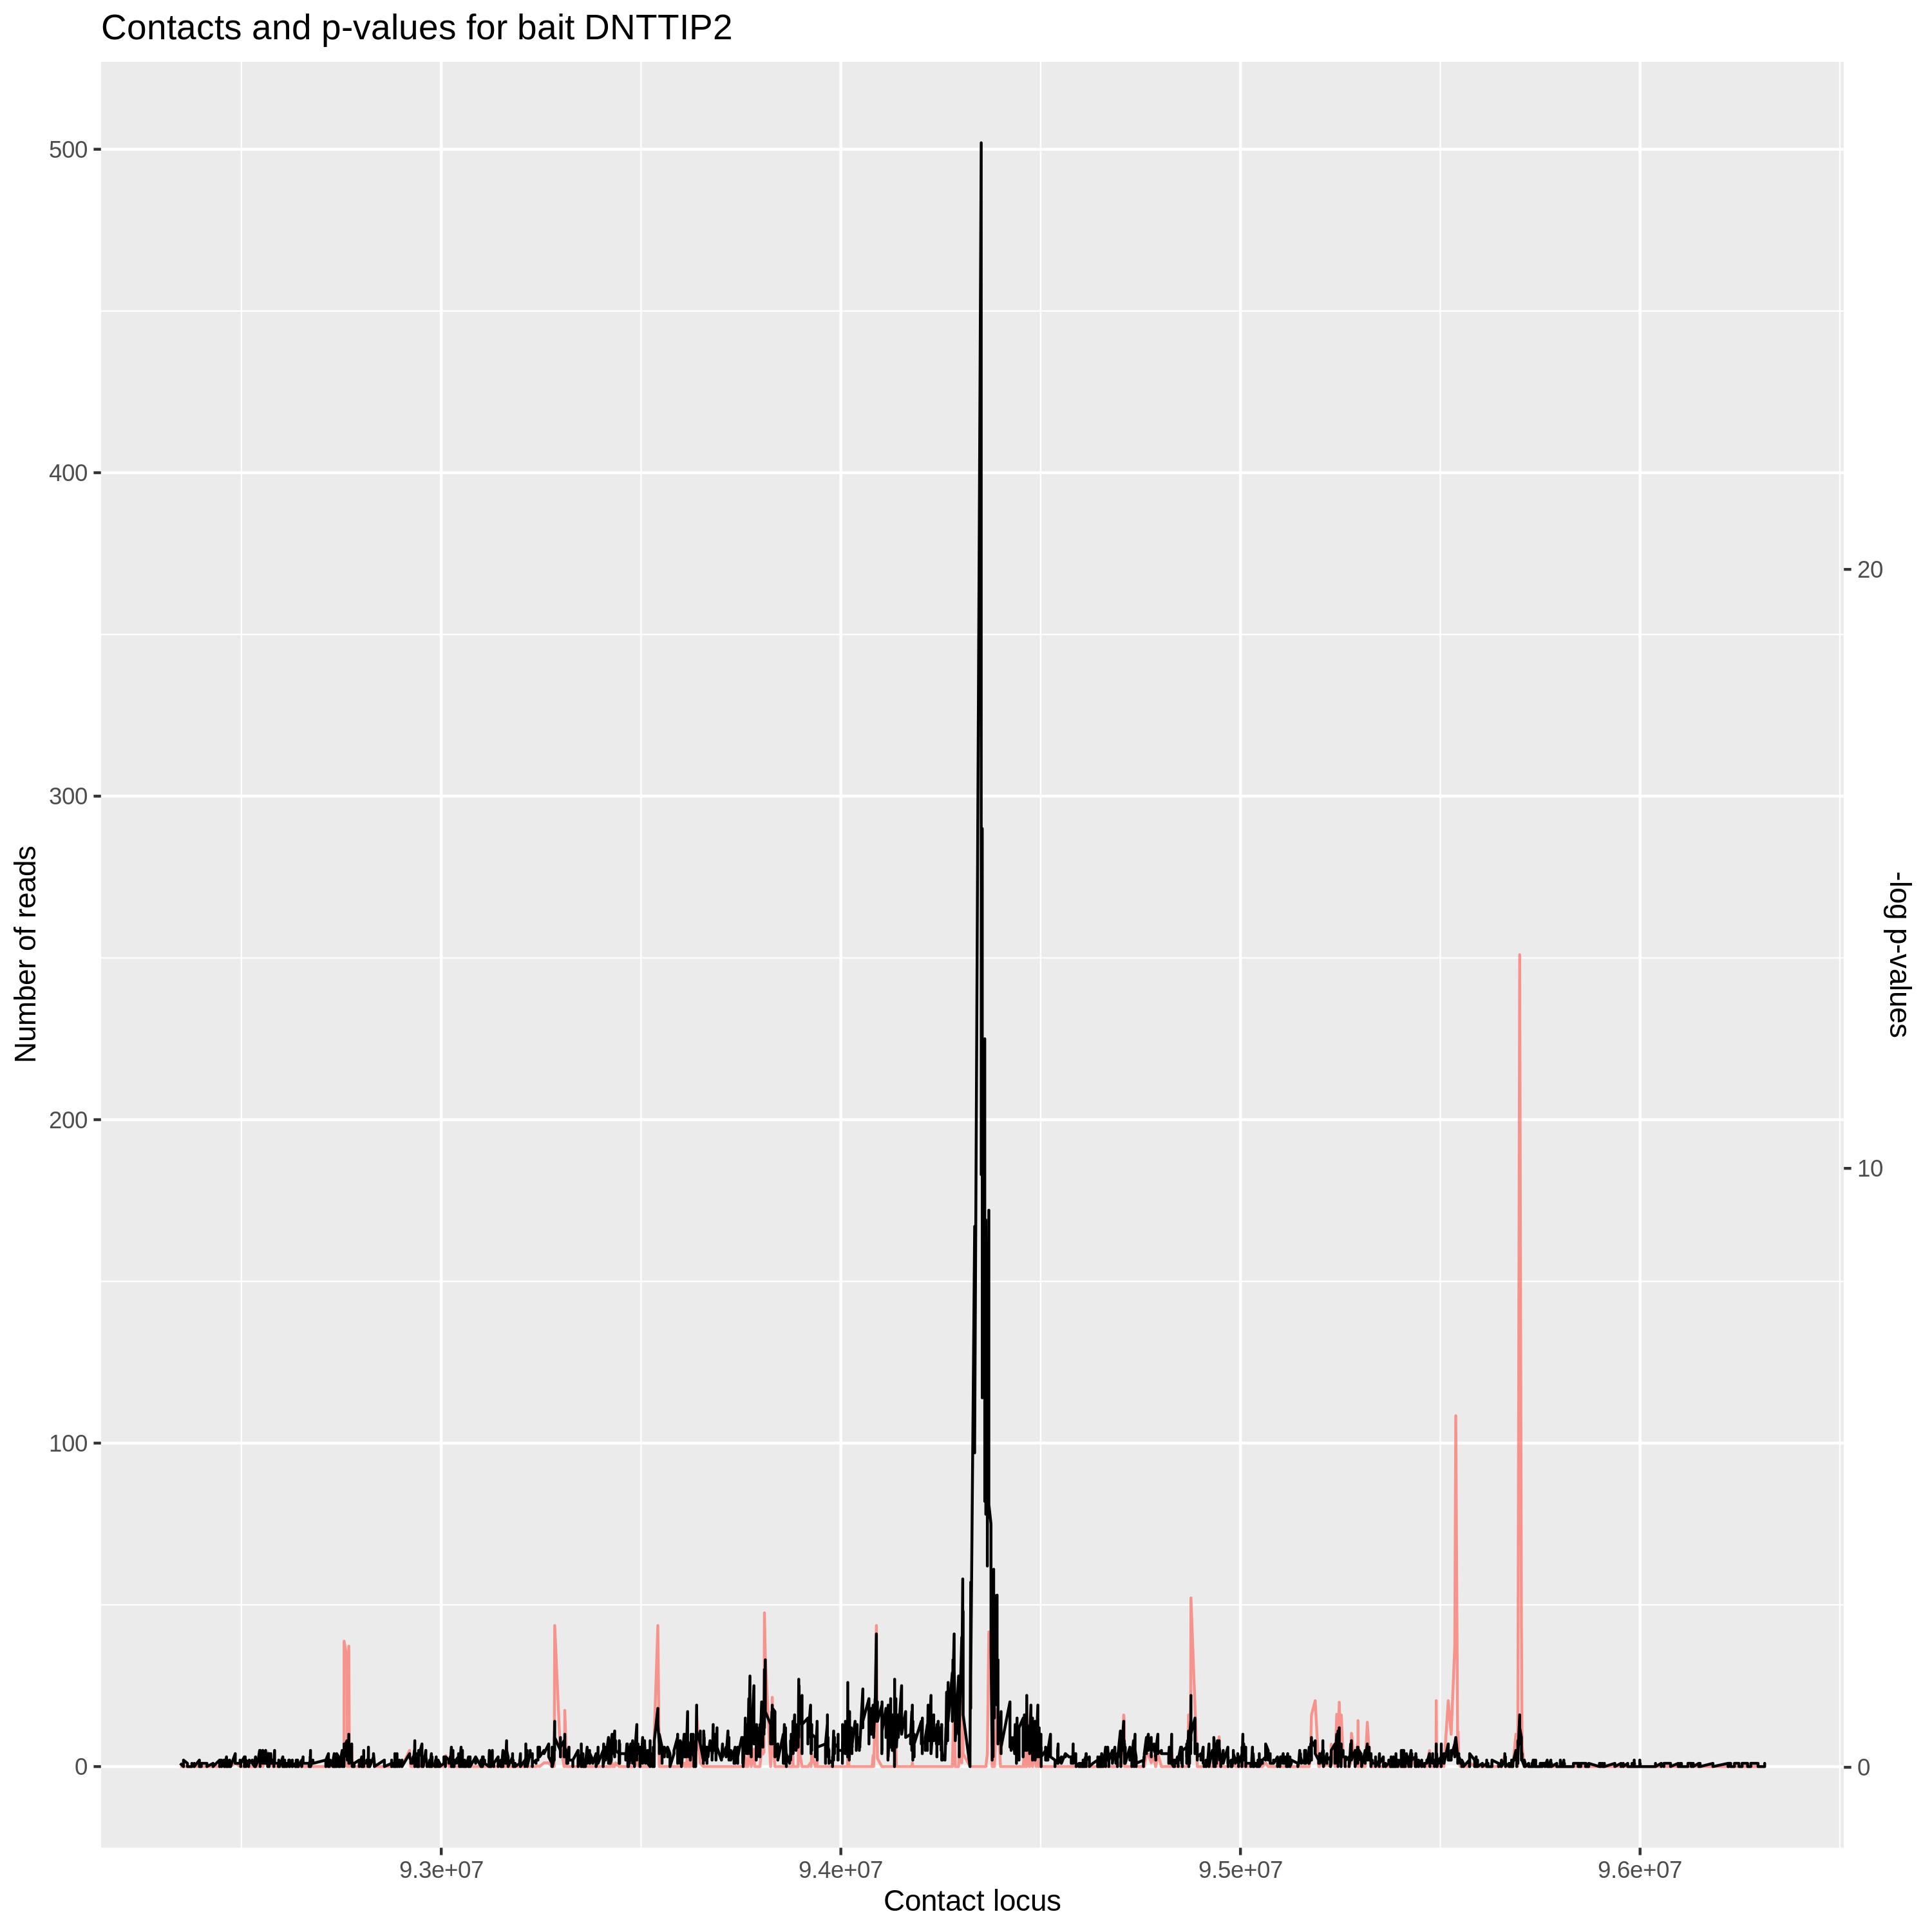 Contacts and p-values for bait DNTTIP2
500
400
300
200
100
0
Number of reads
20
10
0
-log p-values
9.3e+07
9.4e+07
9.5e+07
9.6e+07
Contact locus